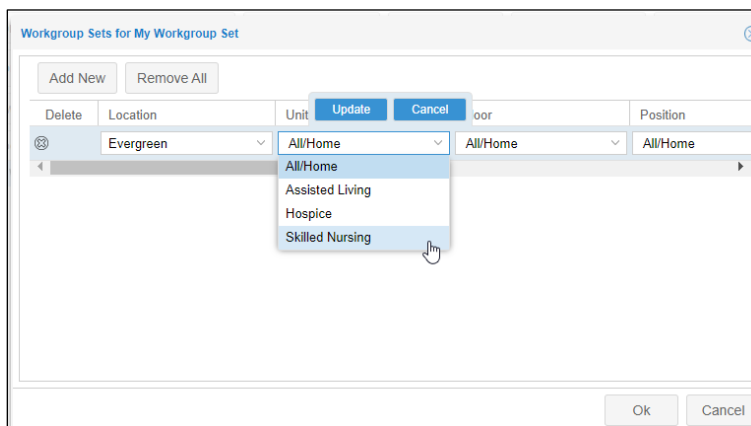 Workgroup Sets for My Workgroup Set
Add New Remove All
Update Cancel
Delete Location Unit oor Position
Evergreen All/Home All/Home All/Home
All/Home
Assisted Living
Hospice
Skilled Nursing
Ok Cancel